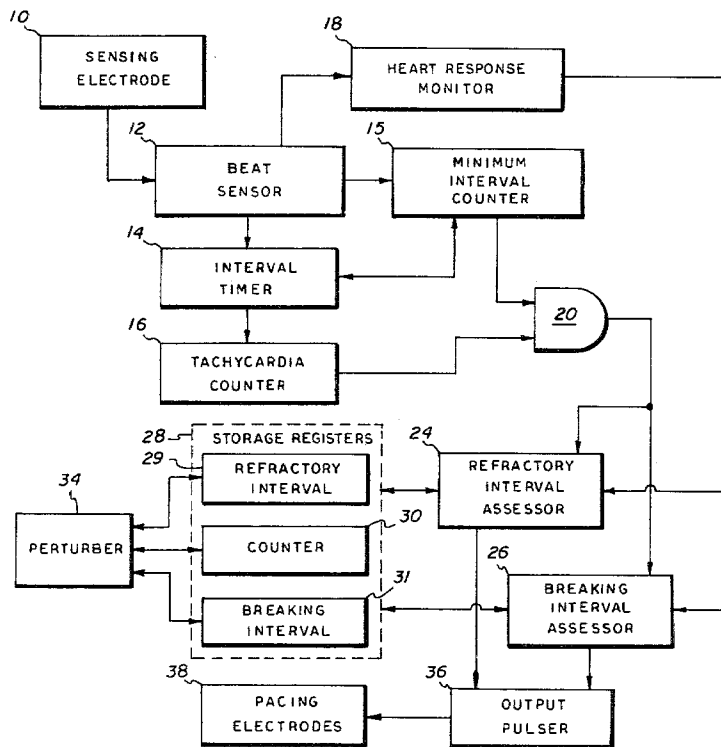 10
SENSING
ELECTRODE
18
HEART RESPONSE
MONITOR
12
BEAT
SENSOR
15
MINIMUM
INTERVAL
COUNTER
14
INTERVAL
TIMER
16
TACHYCARDIA
COUNTER
20
28
STORAGE REGISTERS
29
REFRACTORY
INTERVAL
24
REFRACTORY
INTERVAL
ASSESSOR
34
PERTURBER
30
COUNTER
26
BREAKING
INTERVAL
ASSESSOR
31
BREAKING
INTERVAL
38
PACING
ELECTRODES
36
OUTPUT
PULSER